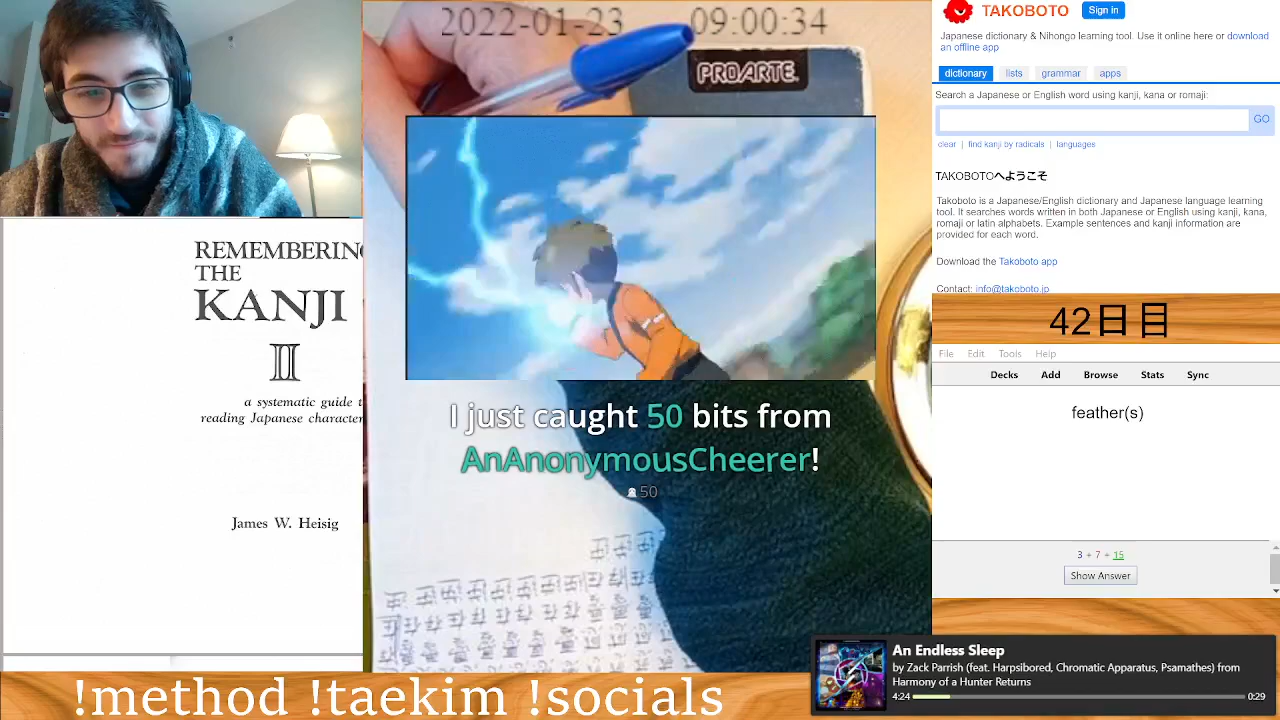 2022-01-23 09:00:34
PRO/ARTE.
I just caught 50 bits from
AnAnonymousCheerer!
50
REMEMBERING
THE
KANJI
II
a systematic guide t
reading Japanese character
James W. Heisig
!method !taekim !socials
TAKOBOTO
Sign in
Japanese dictionary & Nihongo learning tool. Use it online here or download
an offline app
dictionary lists grammar apps
Search a Japanese or English word using kanji, kana or romaji:
GO
clear | find kanji by radicals | languages
TAKOBOTOへようこそ
Takoboto is a Japanese/English dictionary and Japanese language learning
tool. It searches words written in both Japanese or English using kanji, kana,
romaji or latin alphabets. Example sentences and kanji information are
provided for each word.
Download the Takoboto app
Contact: info@takoboto.jp
42日目
File Edit Tools Help
Decks Add Browse Stats Sync
feather(s)
3 + 7 + 15
Show Answer
An Endless Sleep
by Zack Parrish (feat. Harpsibored, Chromatic Apparatus, Psamathes) from
Harmony of a Hunter Returns
4:24 0:29